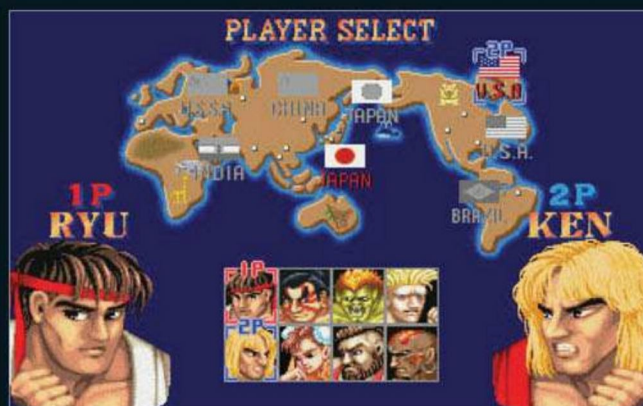 PLAYER SELECT
2P
U.S.A
U.S.S.R
CHINA
JAPAN
U.S.A.
INDIA
JAPAN
BRAZIL
1P
RYU
2P
KEN
1P
2P